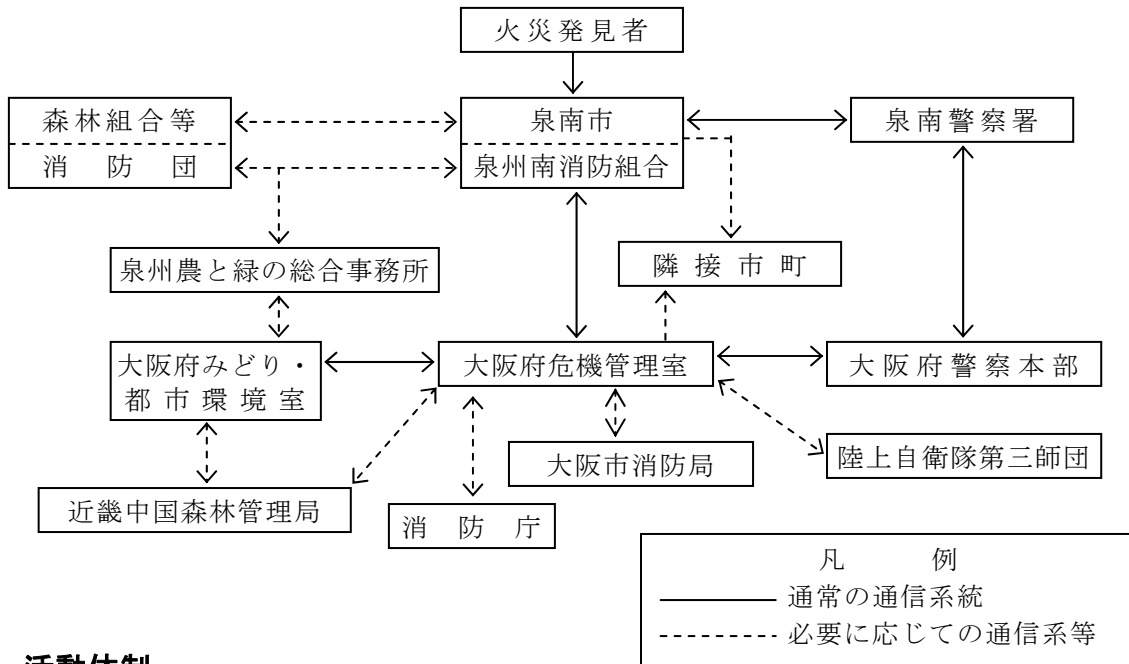 火災発見者
森林組合等
消防団
泉南市
泉州南消防組合
泉南警察署
泉州農と緑の総合事務所
隣接市町
大阪府みどり・
都市環境室
大阪府危機管理室
大阪府警察本部
大阪市消防局
陸上自衛隊第三師団
近畿中国森林管理局
消防庁
凡例
通常の通信系統
必要に応じての通信系等
活動体制